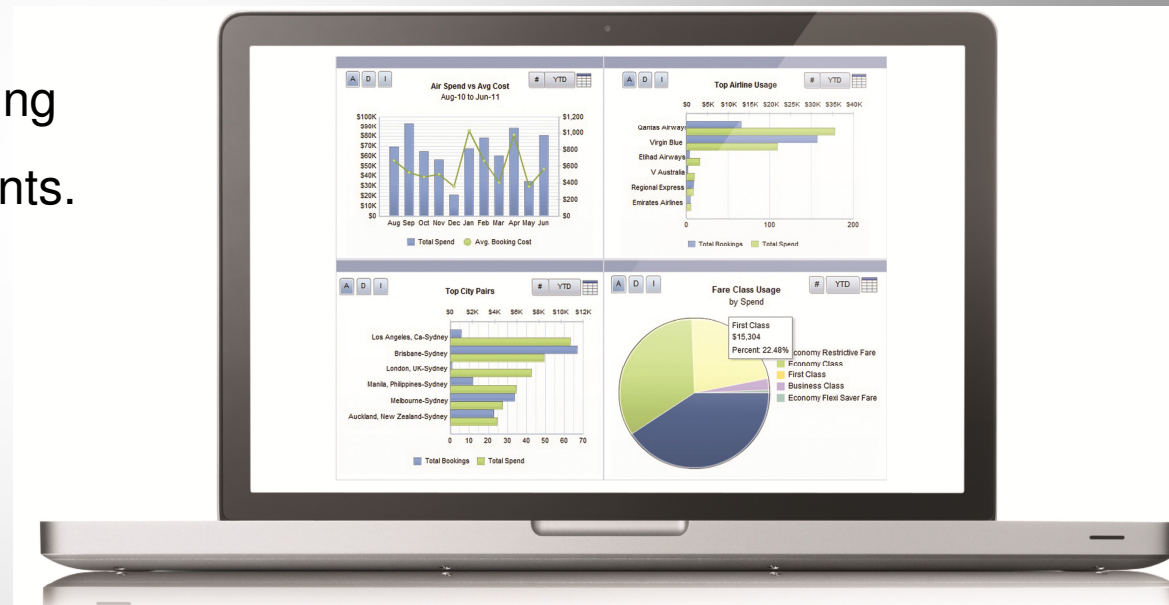 ng
nts.
A D I
Air Spend vs Avg Cost
Aug-10 to Jun-11
# YTD
$100K
$90K
$80K
$70K
$60K
$50K
$40K
$30K
$20K
$10K
$0
$1,200
$1,000
$800
$600
$400
$200
$0
Aug Sep Oct Nov Dec Jan Feb Mar Apr May Jun
Total Spend Avg. Booking Cost
A D I
Top Airline Usage
# YTD
$0 $5K $10K $15K $20K $25K $30K $35K $40K
Qantas Airways
Virgin Blue
Etihad Airways
V Australia
Regional Express
Emirates Airlines
0 100 200
Total Bookings Total Spend
A D I
Top City Pairs
# YTD
$0 $2K $4K $6K $8K $10K $12K
Los Angeles, Ca-Sydney
Brisbane-Sydney
London, UK-Sydney
Manila, Philippines-Sydney
Melbourne-Sydney
Auckland, New Zealand-Sydney
0 10 20 30 40 50 60 70
Total Bookings Total Spend
A D I
Fare Class Usage
by Spend
# YTD
First Class
$15,304
Percent: 22.48%
conomy Restrictive Fare
Economy Class
First Class
Business Class
Economy Flexi Saver Fare